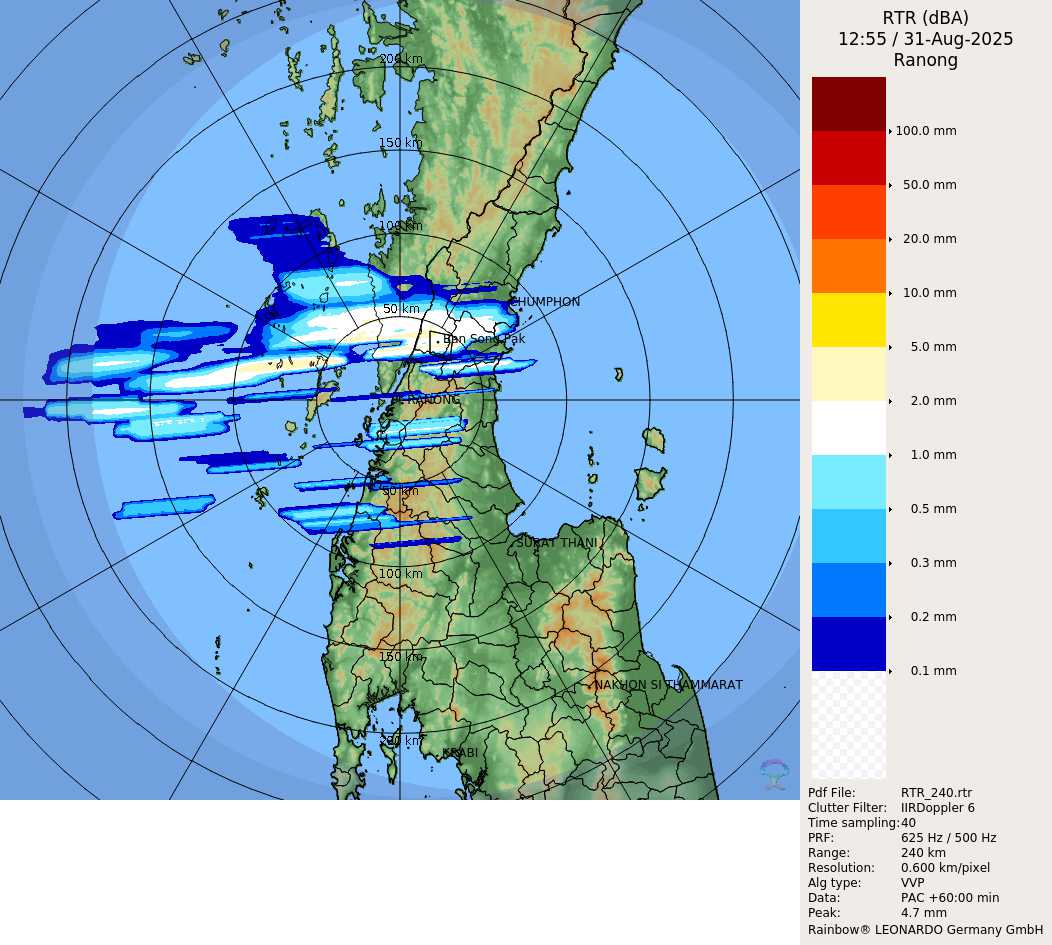 RTR (dBA)
12:55 / 31-Aug-2025
Ranong
100.0 mm
50.0 mm
20.0 mm
10.0 mm
5.0 mm
2.0 mm
1.0 mm
0.5 mm
0.3 mm
0.2 mm
0.1 mm
200 km
150 km
100 km
50 km
CHUMPHON
Ban Song Pak
RANONG
50 km
SURAT THANI
100 km
150 km
NAKHON SI THAMMARAT
200 km
KRABI
Pdf File: RTR_240.rtr
Clutter Filter: IIRDoppler 6
Time sampling:40
PRF: 625 Hz / 500 Hz
Range: 240 km
Resolution: 0.600 km/pixel
Alg type: VVP
Data: PAC +60:00 min
Peak: 4.7 mm
Rainbow® LEONARDO Germany GmbH